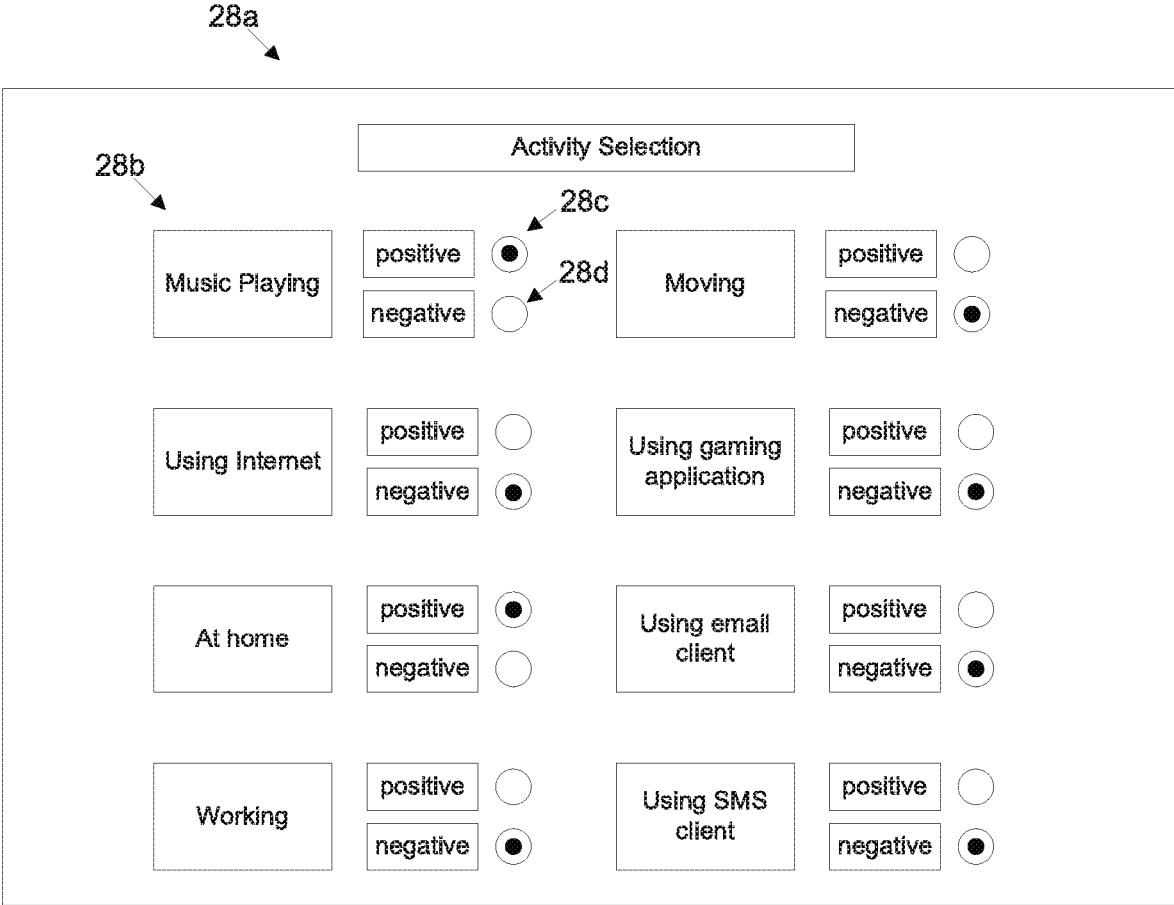 28a
Activity Selection
28b
28c
positive
Music Playing
28d
negative
positive
Moving
negative
positive
Using Internet
negative
positive
Using gaming
application
negative
positive
At home
negative
positive
Using email
client
negative
positive
Working
negative
positive
Using SMS
client
negative